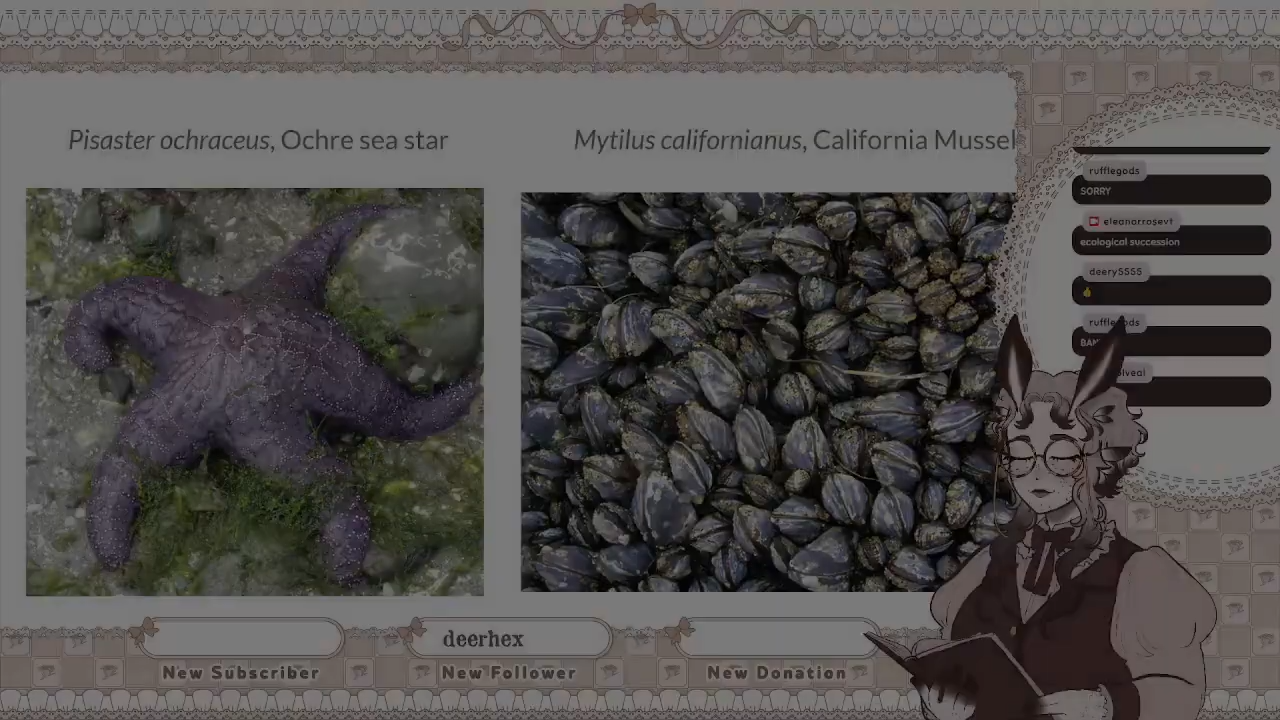 Pisaster ochraceus, Ochre sea star
Mytilus californianus, California Mussel
rufflegods
SORRY
eleanorrosevt
ecological succession
deery5555
👍
deerhex
New Subscriber
New Follower
New Donation